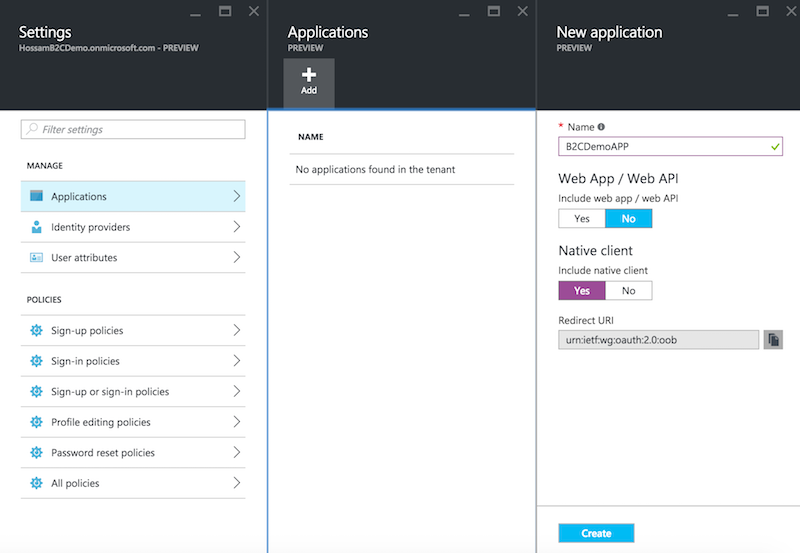 Settings
HossamB2CDemo.onmicrosoft.com - PREVIEW
Filter settings
MANAGE
Applications
Identity providers
User attributes
POLICIES
Sign-up policies
Sign-in policies
Sign-up or sign-in policies
Profile editing policies
Password reset policies
All policies
Applications
PREVIEW
Add
NAME
No applications found in the tenant
New application
PREVIEW
* Name
B2CDemoAPP
Web App / Web API
Include web app / web API
Yes No
Native client
Include native client
Yes No
Redirect URI
urn:ietf:wg:oauth:2.0:oob
Create